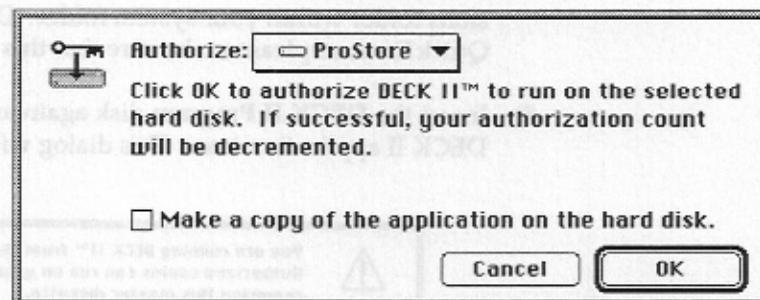 Authorize: ProStore
Click OK to authorize DECK II™ to run on the selected
hard disk. If successful, your authorization count
will be decremented.
Make a copy of the application on the hard disk.
Cancel OK